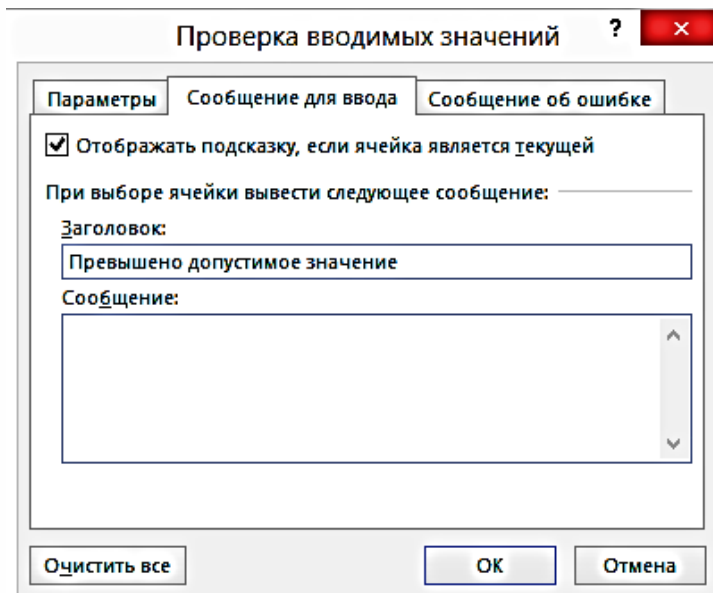 Проверка вводимых значений ? ×
Параметры Сообщение для ввода Сообщение об ошибке
Отображать подсказку, если ячейка является текущей
При выборе ячейки вывести следующее сообщение:
Заголовок:
Превышено допустимое значение
Сообщение:
Очистить все ОК Отмена